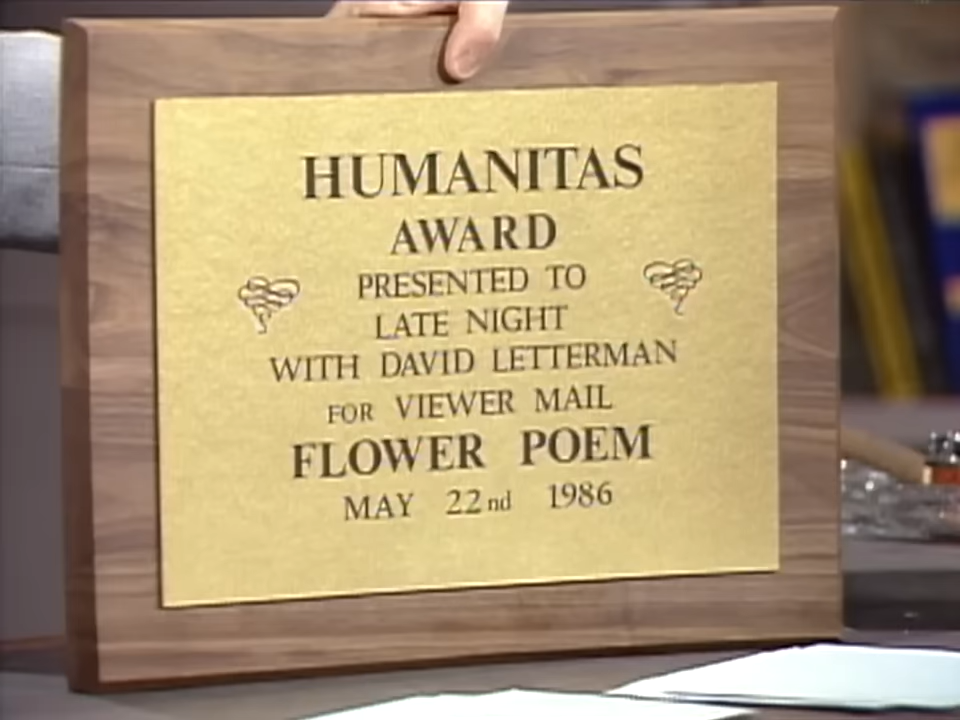 HUMANITAS
AWARD
PRESENTED TO
LATE NIGHT
WITH DAVID LETTERMAN
FOR VIEWER MAIL
FLOWER POEM
MAY 22nd 1986